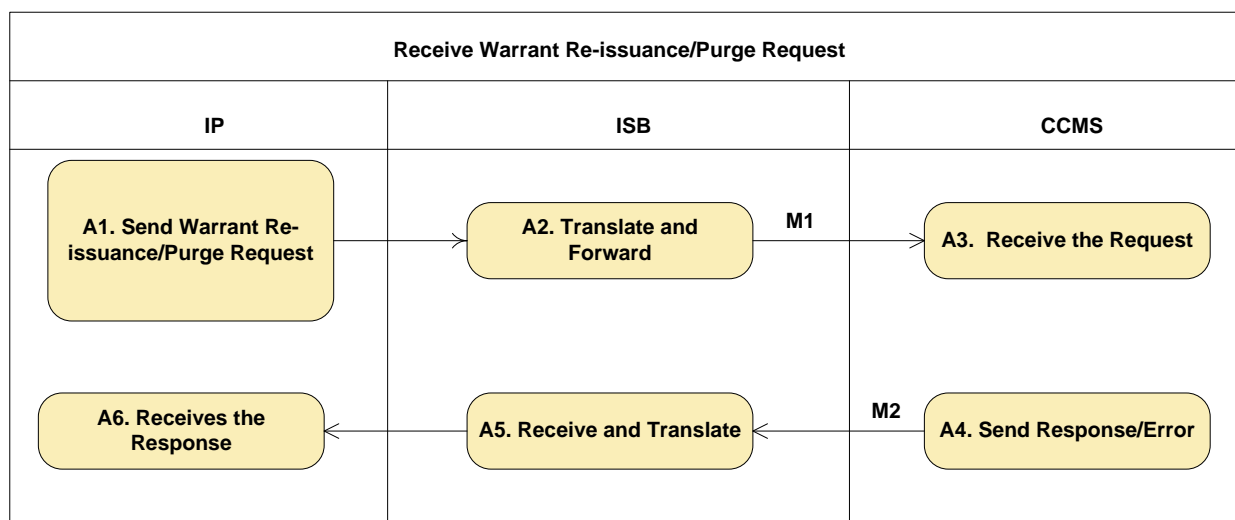 Receive Warrant Re-issuance/Purge Request
IP
ISB
CCMS
A1. Send Warrant Re-
issuance/Purge Request
A2. Translate and
Forward
M1
A3. Receive the Request
A6. Receives the
Response
A5. Receive and Translate
M2
A4. Send Response/Error